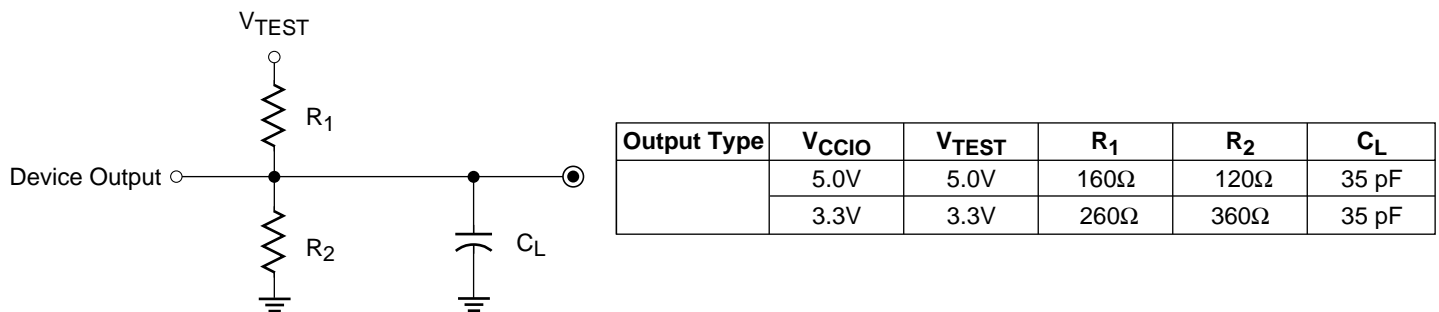 VTEST
R1
Device Output
R2
CL
Output Type VCCIO VTEST R1 R2 CL
5.0V 5.0V 160Ω 120Ω 35 pF
3.3V 3.3V 260Ω 360Ω 35 pF